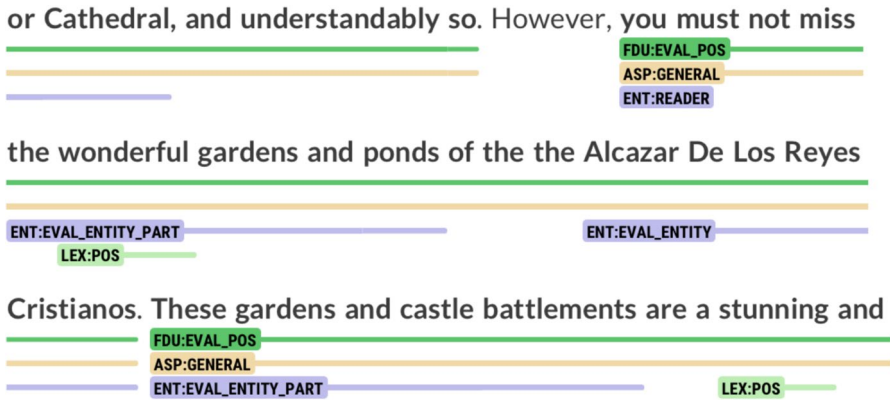 or Cathedral, and understandably so. However, you must not miss
FDU:EVAL_POS
ASP:GENERAL
ENT:READER
the wonderful gardens and ponds of the the Alcazar De Los Reyes
ENT:EVAL_ENTITY_PART ENT:EVAL_ENTITY
LEX:POS
Cristianos. These gardens and castle battlements are a stunning and
FDU:EVAL_POS
ASP:GENERAL
ENT:EVAL_ENTITY_PART LEX:POS